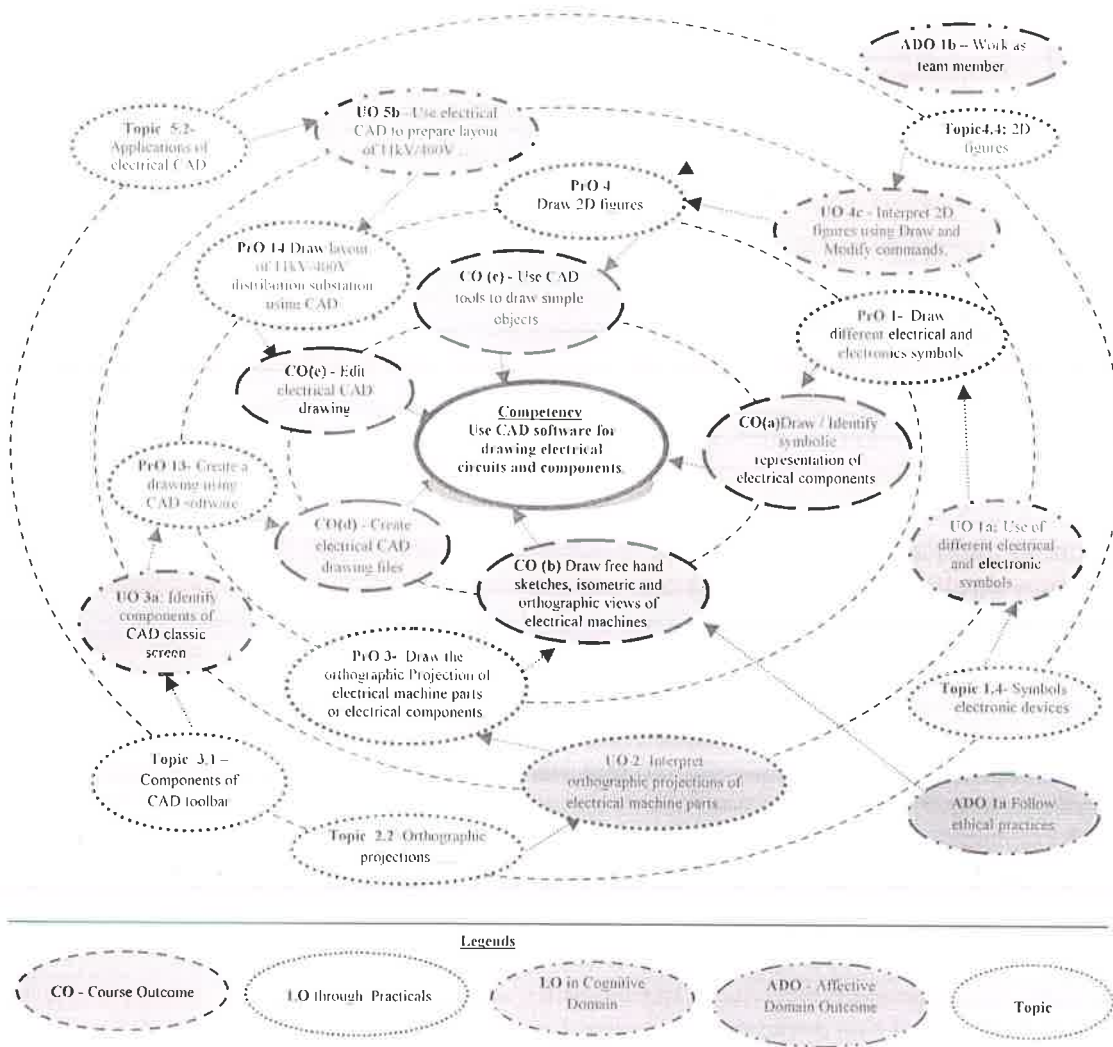 ADO 1b – Work as
team member
Topic 5.2-
Applications of
electrical CAD
UO 5b - Use electrical
CAD to prepare layout
of 11kV/400V ...
Topic4.4: 2D
figures
PrO 4
Draw 2D figures
UO 4c - Interpret 2D
figures using Draw and
Modify commands.
PrO 14 Draw layout
of 11kV/400V
distribution substation
using CAD
CO (c) - Use CAD
tools to draw simple
objects
PrO 1- Draw
different electrical and
electronics symbols
CO(e) - Edit
electrical CAD
drawing
Competency
Use CAD software for
drawing electrical
circuits and components
CO(a)Draw / Identify
symbolic
representation of
electrical components
PrO 13- Create a
drawing using
CAD software
CO(d) - Create
electrical CAD
drawing files
CO (b) Draw free hand
sketches, isometric and
orthographic views of
electrical machines
UO 1a: Use of
different electrical
and electronic
symbols
UO 3a: Identify
components of
CAD classic
screen
PrO 3- Draw the
orthographic Projection of
electrical machine parts
or electrical components
Topic 1.4- Symbols
electronic devices
Topic 3.1 –
Components of
CAD toolbar
UO 2 Interpret
orthographic projections of
electrical machine parts ...
ADO 1a Follow
ethical practices
Topic 2.2 Orthographic
projections
Legends
CO - Course Outcome
LO through Practicals
LO in Cognitive
Domain
ADO - Affective
Domain Outcome
Topic